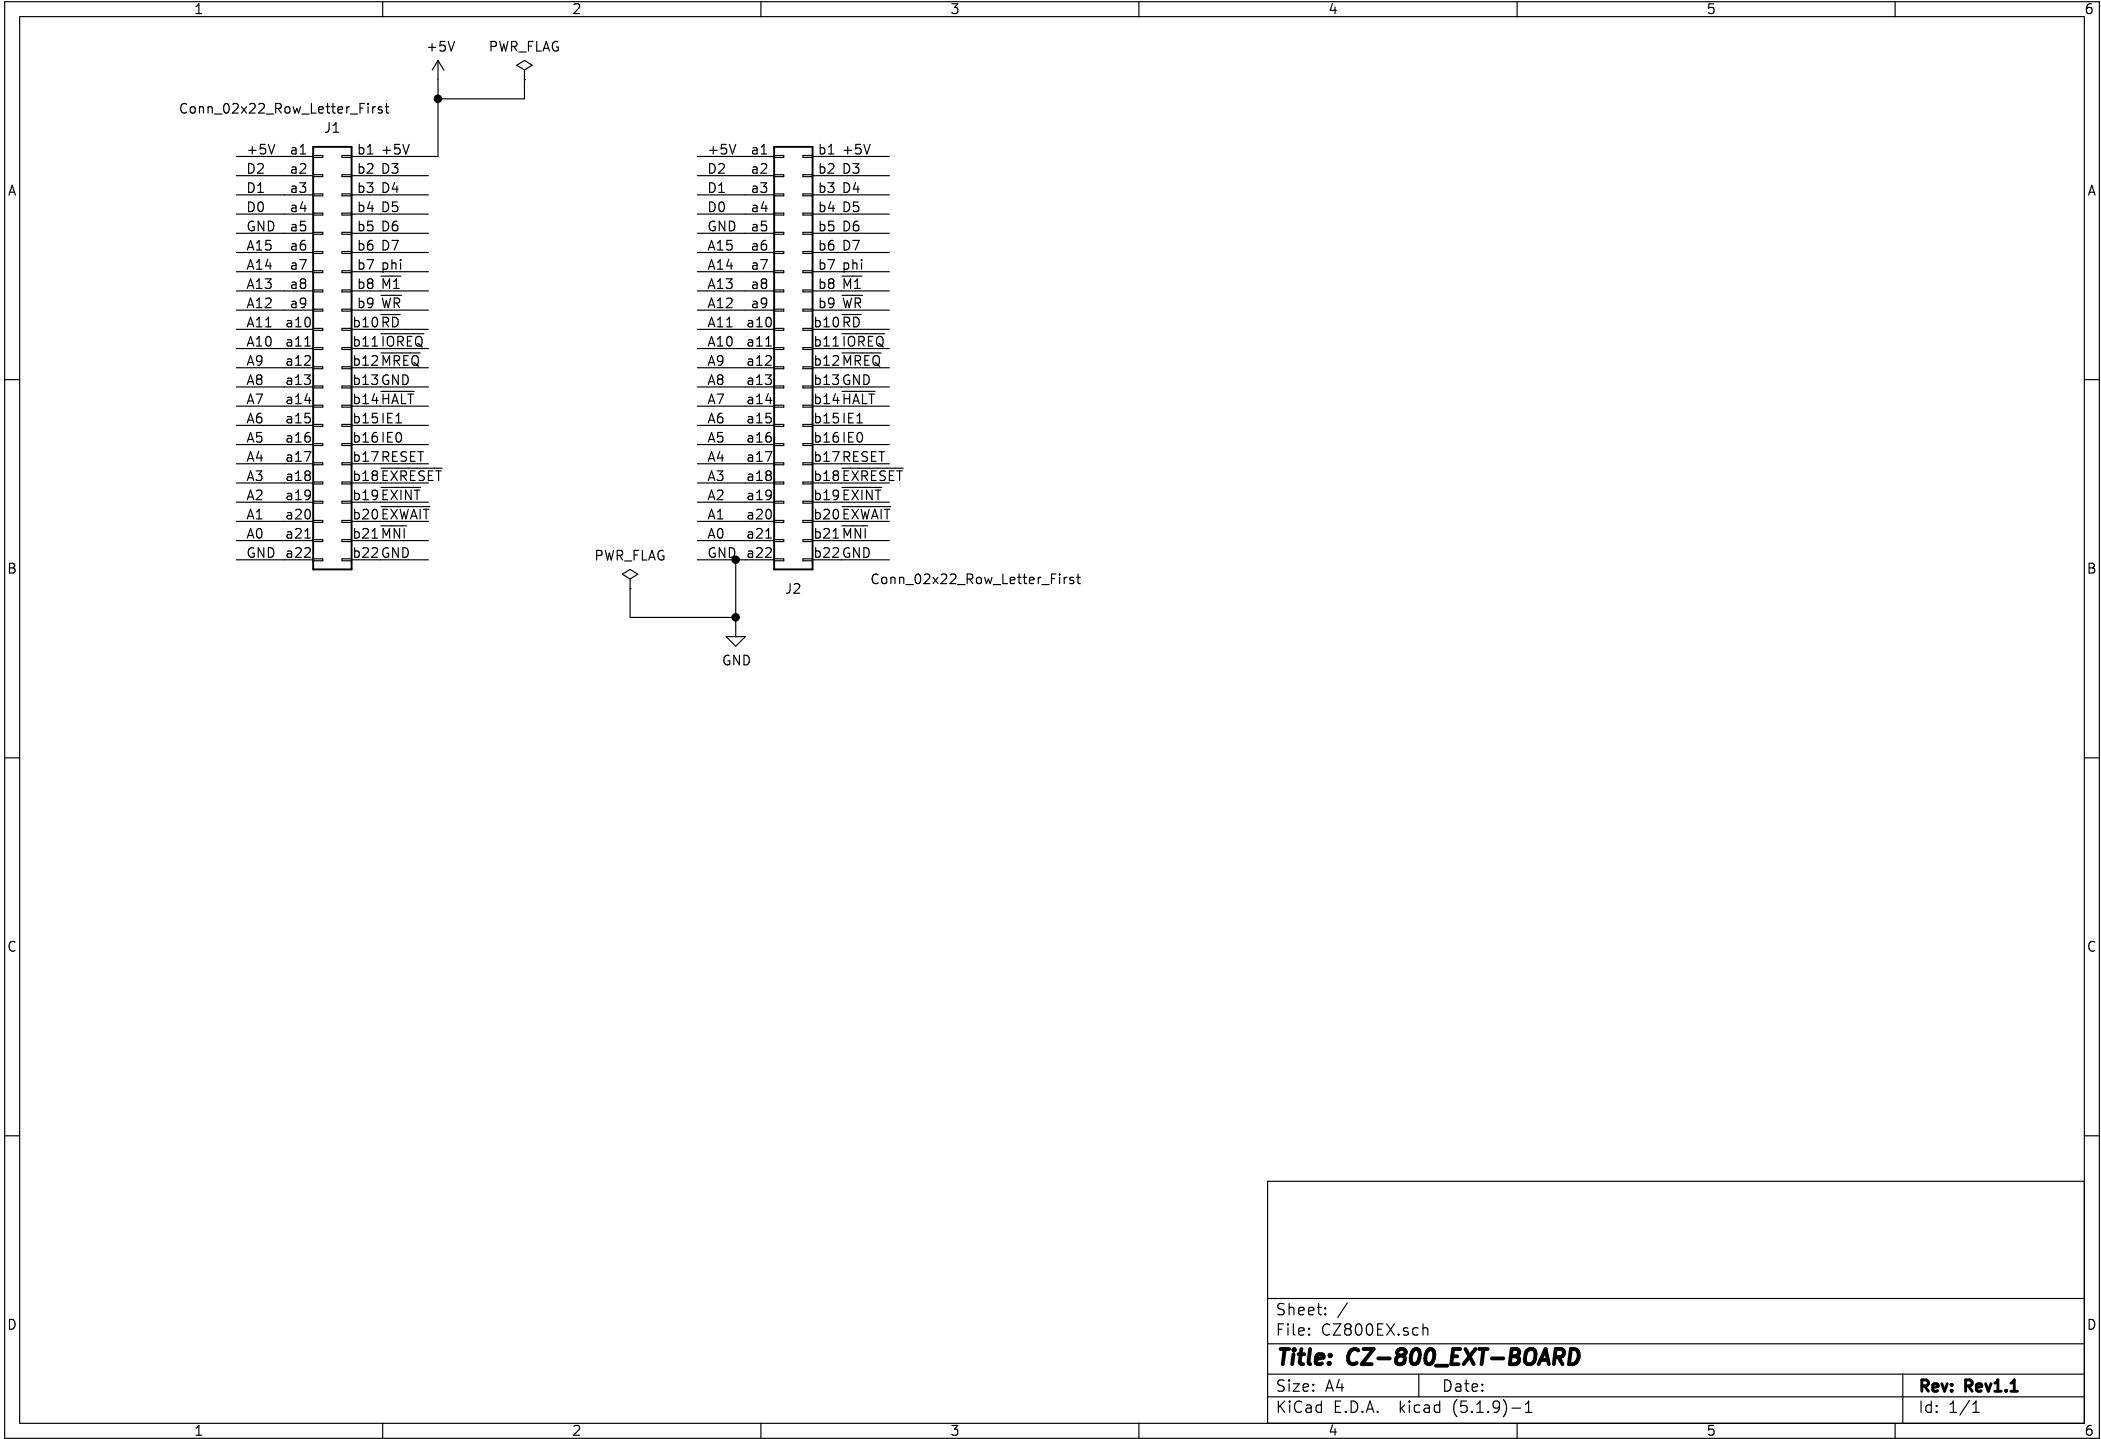 1 2 3 4 5 6
+5V PWR_FLAG
Conn_02x22_Row_Letter_First
J1
+5V a1 b1 +5V +5V a1 b1 +5V
D2 a2 b2 D3 D2 a2 b2 D3
A D1 a3 b3 D4 D1 a3 b3 D4 A
D0 a4 b4 D5 D0 a4 b4 D5
GND a5 b5 D6 GND a5 b5 D6
A15 a6 b6 D7 A15 a6 b6 D7
A14 a7 b7 phi A14 a7 b7 phi
A13 a8 b8 M1 A13 a8 b8 M1
A12 a9 b9 WR A12 a9 b9 WR
A11 a10 b10 RD A11 a10 b10 RD
A10 a11 b11 IOREQ A10 a11 b11 IOREQ
A9 a12 b12 MREQ A9 a12 b12 MREQ
A8 a13 b13 GND A8 a13 b13 GND
A7 a14 b14 HALT A7 a14 b14 HALT
A6 a15 b15 IE1 A6 a15 b15 IE1
A5 a16 b16 IE0 A5 a16 b16 IE0
A4 a17 b17 RESET A4 a17 b17 RESET
A3 a18 b18 EXRESET A3 a18 b18 EXRESET
A2 a19 b19 EXINT A2 a19 b19 EXINT
A1 a20 b20 EXWAIT A1 a20 b20 EXWAIT
A0 a21 b21 MNI A0 a21 b21 MNI
GND a22 b22 GND GND a22 b22 GND
PWR_FLAG
B B
Conn_02x22_Row_Letter_First
J2
GND
C C
Sheet: /
File: CZ800EX.sch
D D
Title: CZ-800_EXT-BOARD
Size: A4 Date: Rev: Rev1.1
KiCad E.D.A. kicad (5.1.9)-1 Id: 1/1
1 2 3 4 5 6